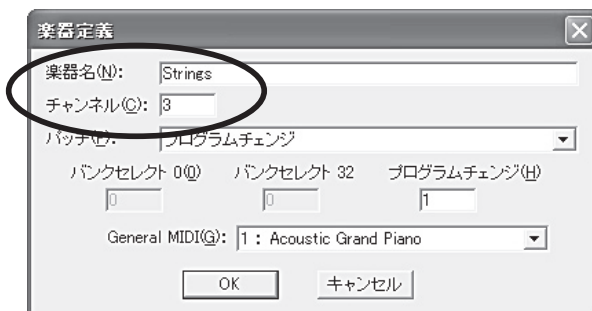 楽器定義
楽器名(N): Strings
チャンネル(C): 3
パッチ(P): プログラムチェンジ
バンクセレクト 0(0) バンクセレクト 32 プログラムチェンジ(H)
0 0 1
General MIDI(G): 1 : Acoustic Grand Piano
OK キャンセル